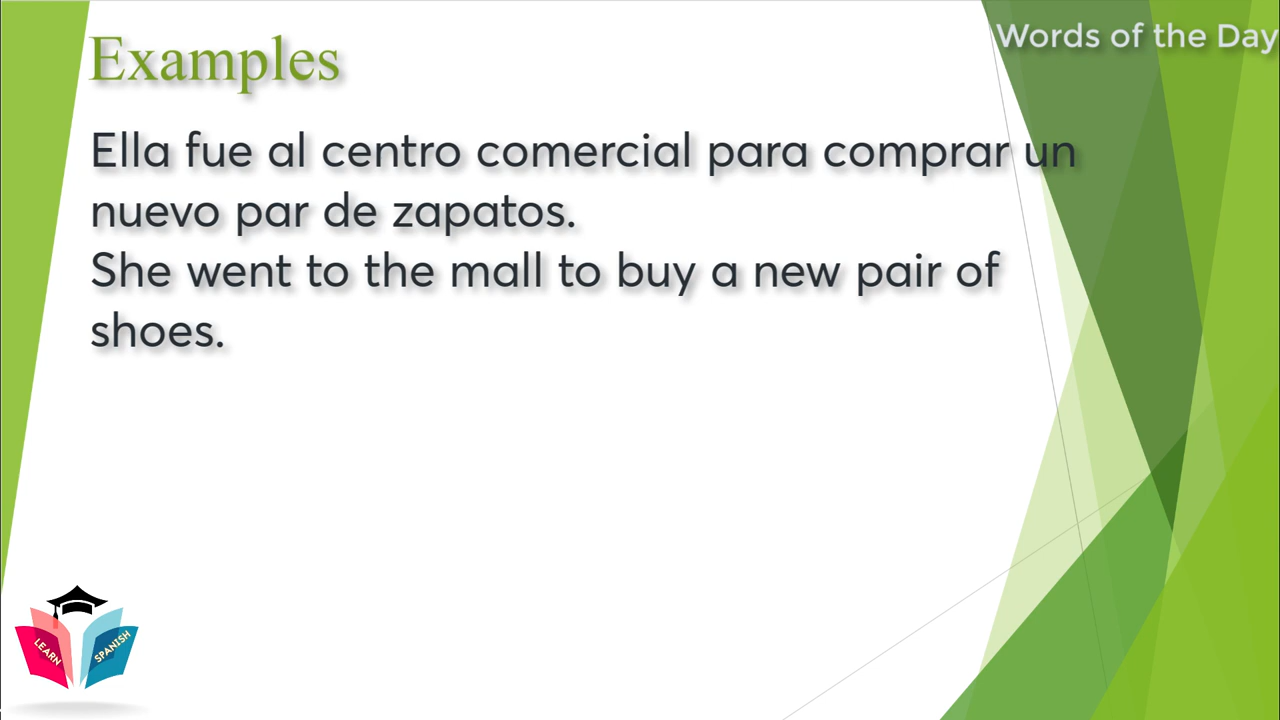 Words of the Day
Examples
Ella fue al centro comercial para comprar un
nuevo par de zapatos.
She went to the mall to buy a new pair of
shoes.
LEARN
SPANISH